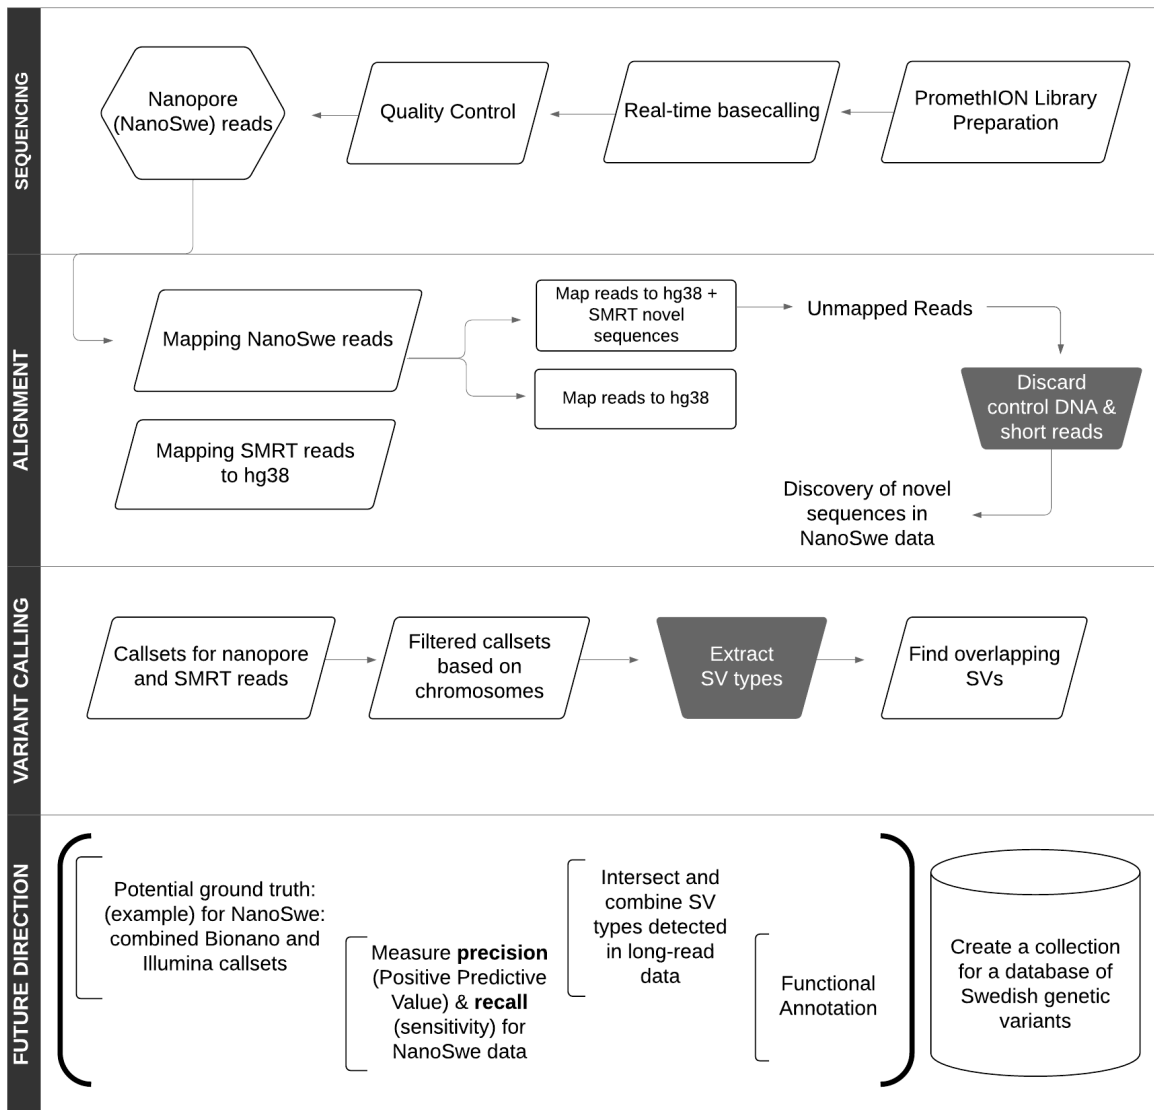 SEQUENCING
Nanopore
(NanoSwe) reads
Quality Control
Real-time basecalling
PromethION Library
Preparation
ALIGNMENT
Mapping NanoSwe reads
Map reads to hg38 +
SMRT novel
sequences
Unmapped Reads
Map reads to hg38
Discard
control DNA &
short reads
Mapping SMRT reads
to hg38
Discovery of novel
sequences in
NanoSwe data
VARIANT CALLING
Callsets for nanopore
and SMRT reads
Filtered callsets
based on
chromosomes
Extract
SV types
Find overlapping
SVs
FUTURE DIRECTION
Potential ground truth:
(example) for NanoSwe:
combined Bionano and
Illumina callsets
Measure precision
(Positive Predictive
Value) & recall
(sensitivity) for
NanoSwe data
Intersect and
combine SV
types detected
in long-read
data
Functional
Annotation
Create a collection
for a database of
Swedish genetic
variants